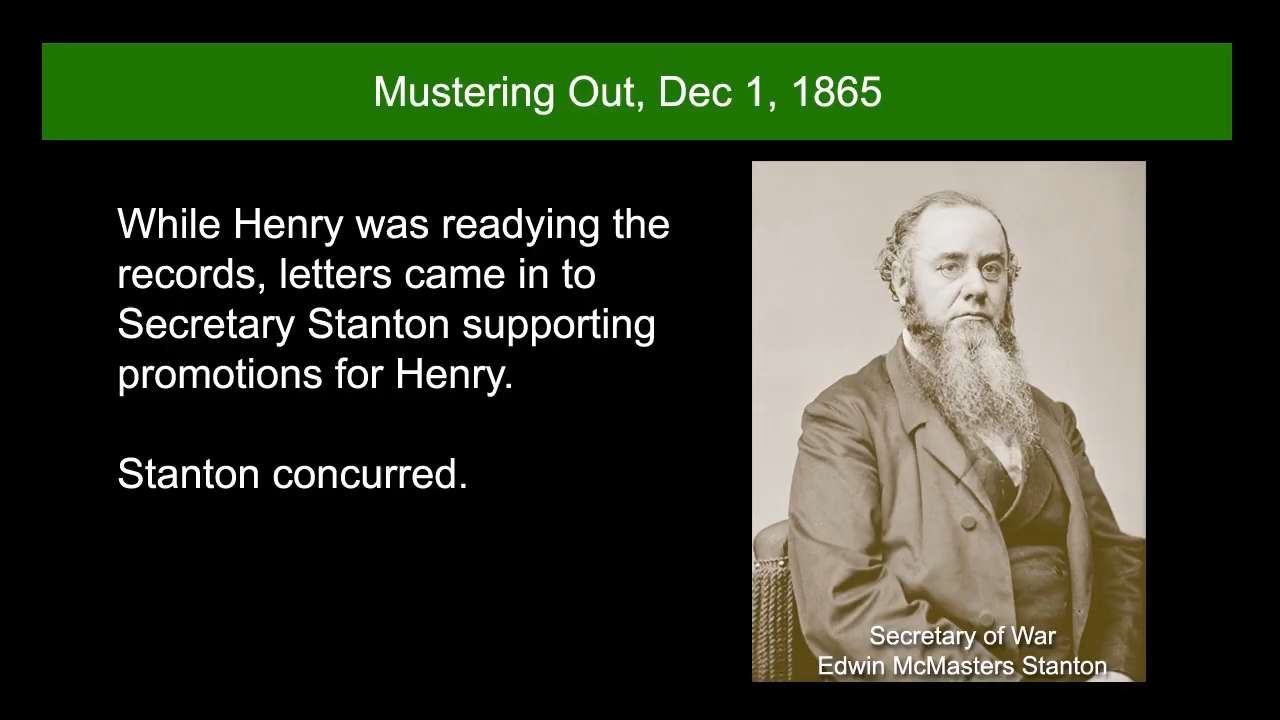 Mustering Out, Dec 1, 1865
While Henry was readying the
records, letters came in to
Secretary Stanton supporting
promotions for Henry.
Stanton concurred.
Secretary of War
Edwin McMasters Stanton